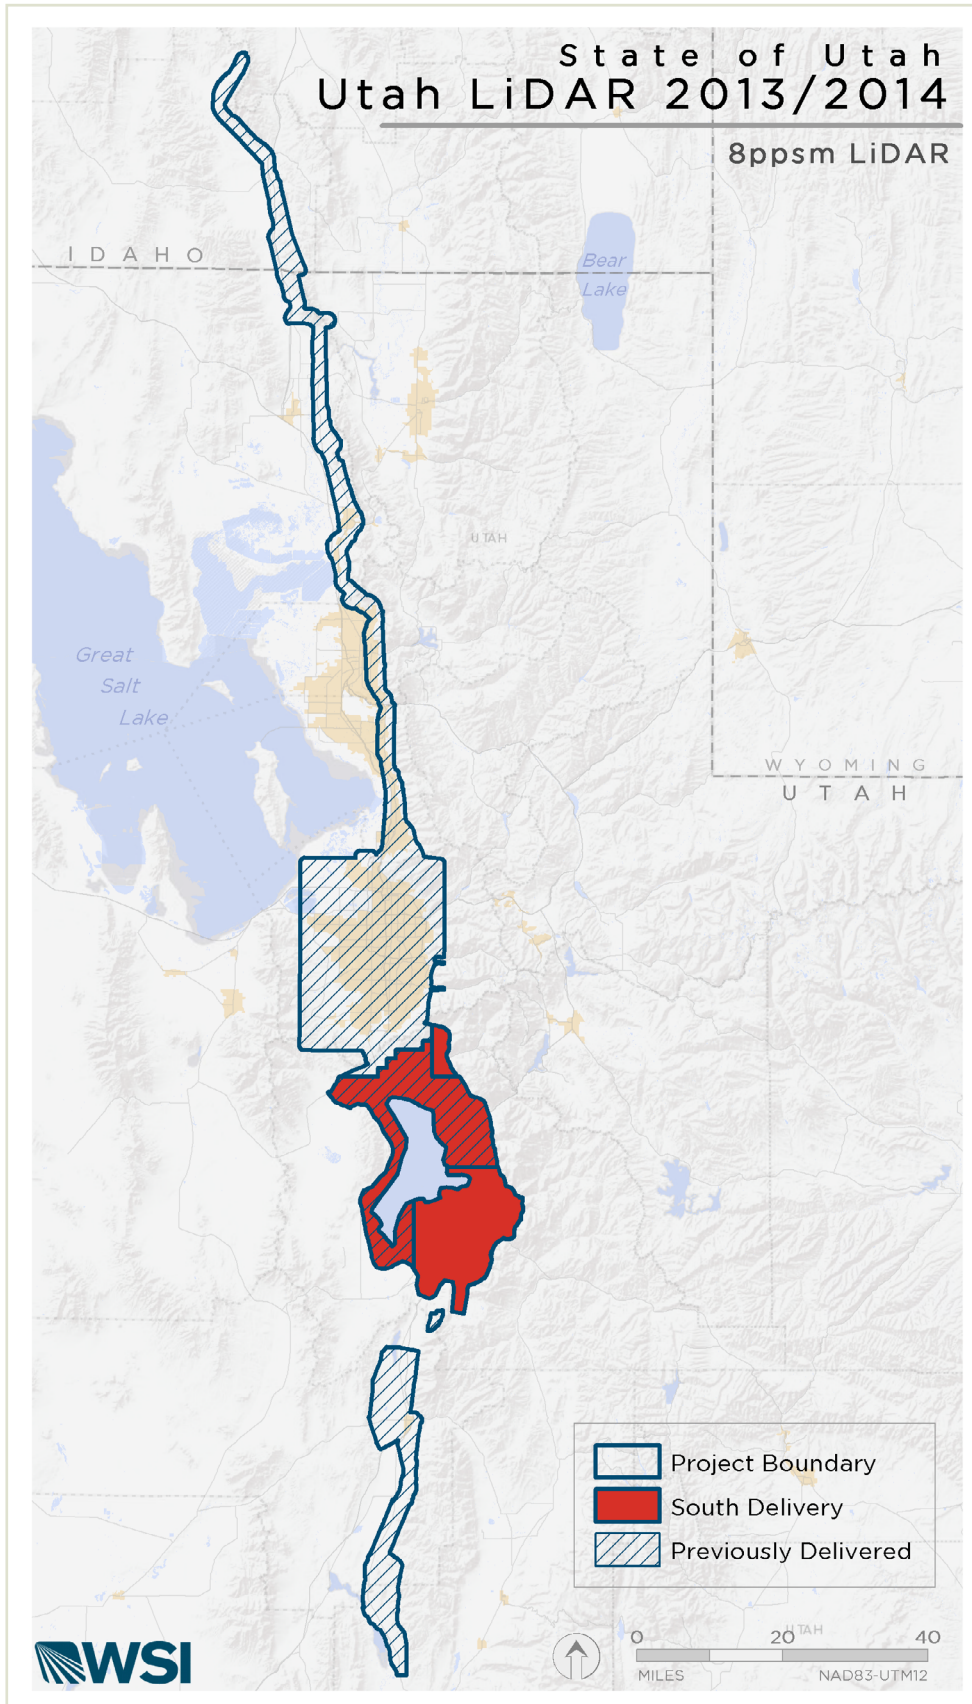 State of Utah
Utah LiDAR 2013/2014
8ppsm LiDAR
IDAHO
Bear
Lake
UTAH
Great
Salt
Lake
WYOMING
UTAH
Project Boundary
South Delivery
Previously Delivered
UTAH
0 20 40
MILES NAD83-UTM12
WSI